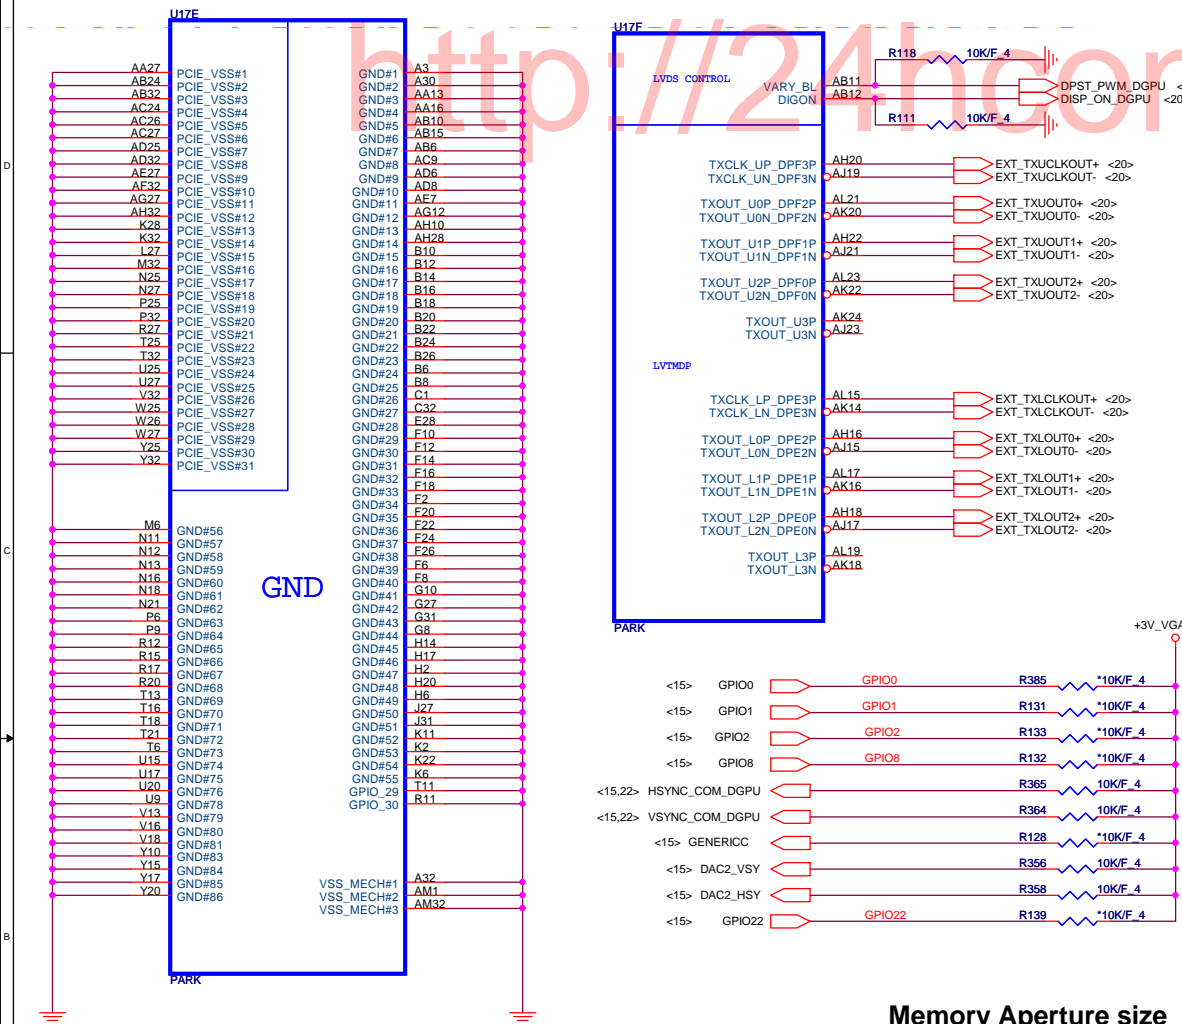 U17E
AA27 PCIE_VSS#1 GND#1 A3
AB24 PCIE_VSS#2 GND#2 A30
AB32 PCIE_VSS#3 GND#3 AA13
AC24 PCIE_VSS#4 GND#4 AA16
AC26 PCIE_VSS#5 GND#5 AB10
AC27 PCIE_VSS#6 GND#6 AB15
AD25 PCIE_VSS#7 GND#7 AB6
AD32 PCIE_VSS#8 GND#8 AC9
AE27 PCIE_VSS#9 GND#9 AD6
AF32 PCIE_VSS#10 GND#10 AD8
AG27 PCIE_VSS#11 GND#11 AE7
AH32 PCIE_VSS#12 GND#12 AG12
K28 PCIE_VSS#13 GND#13 AH10
K32 PCIE_VSS#14 GND#14 AH28
L27 PCIE_VSS#15 GND#15 B10
M32 PCIE_VSS#16 GND#16 B12
N25 PCIE_VSS#17 GND#17 B14
N27 PCIE_VSS#18 GND#18 B16
P25 PCIE_VSS#19 GND#19 B18
P32 PCIE_VSS#20 GND#20 B20
R27 PCIE_VSS#21 GND#21 B22
T25 PCIE_VSS#22 GND#22 B24
T32 PCIE_VSS#23 GND#23 B26
U25 PCIE_VSS#24 GND#24 B6
U27 PCIE_VSS#25 GND#25 B8
V32 PCIE_VSS#26 GND#26 C1
W25 PCIE_VSS#27 GND#27 C32
W26 PCIE_VSS#28 GND#28 E28
W27 PCIE_VSS#29 GND#29 F10
Y25 PCIE_VSS#30 GND#30 F12
Y32 PCIE_VSS#31 GND#31 F14
GND#32 F16
GND#33 F18
GND#34 F2
GND#35 F20
M6 GND#56 GND#36 F22
N11 GND#57 GND#37 F24
N12 GND#58 GND#38 F26
N13 GND#59 GND#39 F6
N16 GND#60 GND#40 F8
N18 GND#61 GND#41 G10
N21 GND#62 GND#42 G27
P6 GND#63 GND#43 G31
P9 GND#64 GND#44 G8
R12 GND#65 GND#45 H14
R15 GND#66 GND#46 H17
R17 GND#67 GND#47 H2
R20 GND#68 GND#48 H20
T13 GND#69 GND#49 H6
T16 GND#70 GND#50 J27
T18 GND#71 GND#51 J31
T21 GND#72 GND#52 K11
T6 GND#73 GND#53 K2
U15 GND#74 GND#54 K22
U17 GND#75 GND#55 K6
U20 GND#76 GPIO_29 T11
U9 GND#78 GPIO_30 R11
V13 GND#79
V16 GND#80
V18 GND#81
Y10 GND#83
Y15 GND#84
Y17 GND#85 VSS_MECH#1 A32
Y20 GND#86 VSS_MECH#2 AM1
VSS_MECH#3 AM32
GND
PARK
D
C
B
http://24hcon
U17F
LVDS CONTROL
R118 10K/F_4
VARY_BL AB11 DPST_PWM_DGPU <
DIGON AB12 DISP_ON_DGPU <20
R111 10K/F_4
TXCLK_UP_DPF3P AH20 EXT_TXUCLKOUT+ <20>
TXCLK_UN_DPF3N AJ19 EXT_TXUCLKOUT- <20>
TXOUT_U0P_DPF2P AL21 EXT_TXUOUT0+ <20>
TXOUT_U0N_DPF2N AK20 EXT_TXUOUT0- <20>
TXOUT_U1P_DPF1P AH22 EXT_TXUOUT1+ <20>
TXOUT_U1N_DPF1N AJ21 EXT_TXUOUT1- <20>
TXOUT_U2P_DPF0P AL23 EXT_TXUOUT2+ <20>
TXOUT_U2N_DPF0N AK22 EXT_TXUOUT2- <20>
TXOUT_U3P AK24
TXOUT_U3N AJ23
LVTMDP
TXCLK_LP_DPE3P AL15 EXT_TXLCLKOUT+ <20>
TXCLK_LN_DPE3N AK14 EXT_TXLCLKOUT- <20>
TXOUT_L0P_DPE2P AH16 EXT_TXLOUT0+ <20>
TXOUT_L0N_DPE2N AJ15 EXT_TXLOUT0- <20>
TXOUT_L1P_DPE1P AL17 EXT_TXLOUT1+ <20>
TXOUT_L1N_DPE1N AK16 EXT_TXLOUT1- <20>
TXOUT_L2P_DPE0P AH18 EXT_TXLOUT2+ <20>
TXOUT_L2N_DPE0N AJ17 EXT_TXLOUT2- <20>
TXOUT_L3P AL19
TXOUT_L3N AK18
PARK
+3V_VGA
<15> GPIO0 GPIO0 R385 *10K/F_4
<15> GPIO1 GPIO1 R131 *10K/F_4
<15> GPIO2 GPIO2 R133 *10K/F_4
<15> GPIO8 GPIO8 R132 *10K/F_4
<15,22> HSYNC_COM_DGPU R365 10K/F_4
<15,22> VSYNC_COM_DGPU R364 10K/F_4
<15> GENERICC R128 *10K/F_4
<15> DAC2_VSY R356 10K/F_4
<15> DAC2_HSY R358 10K/F_4
<15> GPIO22 GPIO22 R139 *10K/F_4
Memory Aperture size